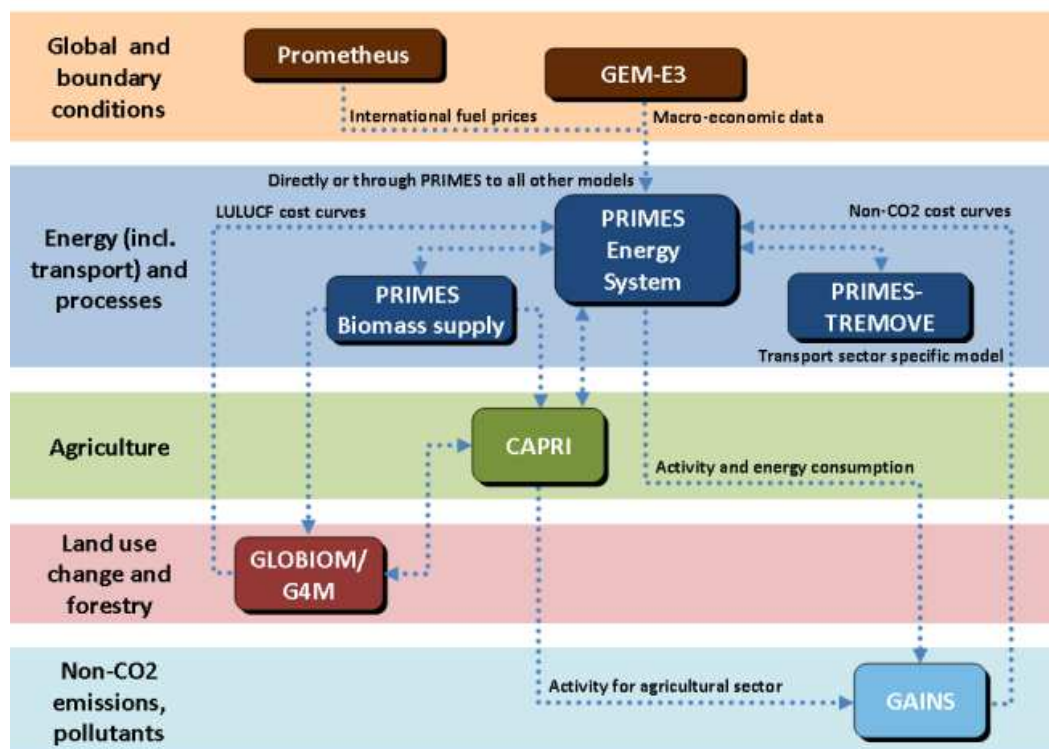 Global and
boundary
conditions
Prometheus
GEM-E3
International fuel prices
Macro-economic data
Directly or through PRIMES to all other models
LULUCF cost curves
Non-CO2 cost curves
Energy (incl.
transport) and
processes
PRIMES
Energy
System
PRIMES
Biomass supply
PRIMES-
TREMOVE
Transport sector specific model
Agriculture
CAPRI
Activity and energy consumption
Land use
change and
forestry
GLOBIOM/
G4M
Non-CO2
emissions,
pollutants
Activity for agricultural sector
GAINS